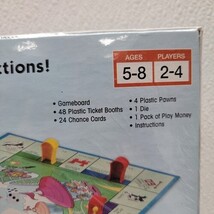 ctions!
AGES PLAYERS
5-8 2-4
• Gameboard
• 48 Plastic Ticket Booths
• 24 Chance Cards
• 4 Plastic Pawns
• 1 Die
• 1 Pack of Play Money
• Instructions